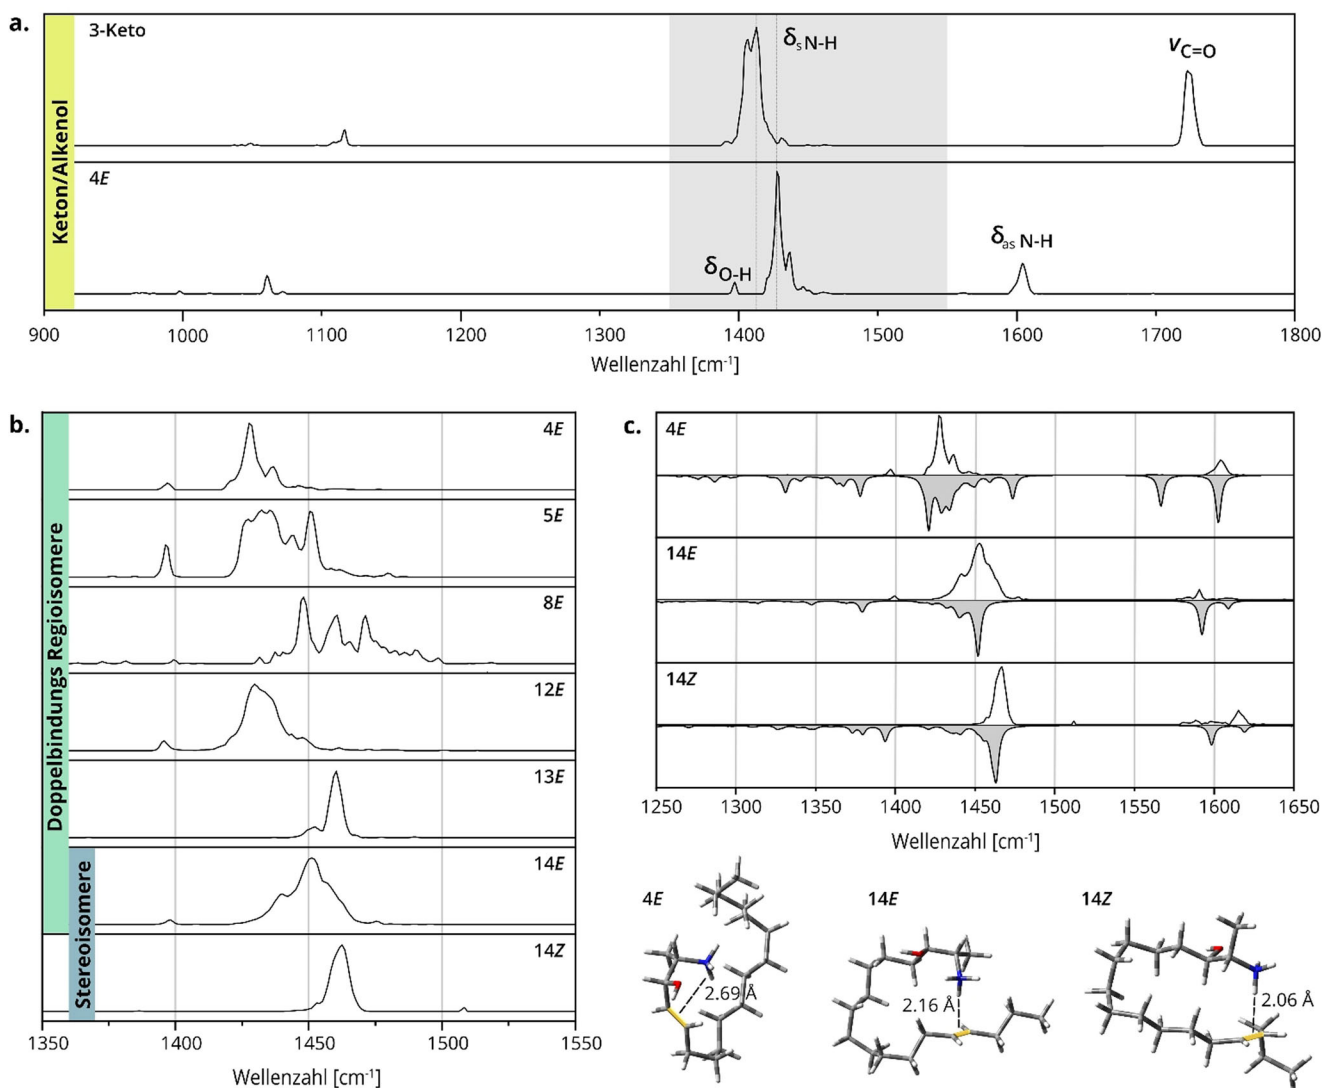 a.
Keton/Alkenol
3-Keto
δs N-H
νC=O
4E
δO-H
δas N-H
900 1000 1100 1200 1300 1400 1500 1600 1700 1800
Wellenzahl [cm-1]
b.
Doppelbindungs Regioisomere
Stereoisomere
4E
5E
8E
12E
13E
14E
14Z
1350 1400 1450 1500 1550
Wellenzahl [cm-1]
c.
4E
14E
14Z
1250 1300 1350 1400 1450 1500 1550 1600 1650
Wellenzahl [cm-1]
4E
14E
14Z
2.69 Å
2.16 Å
2.06 Å